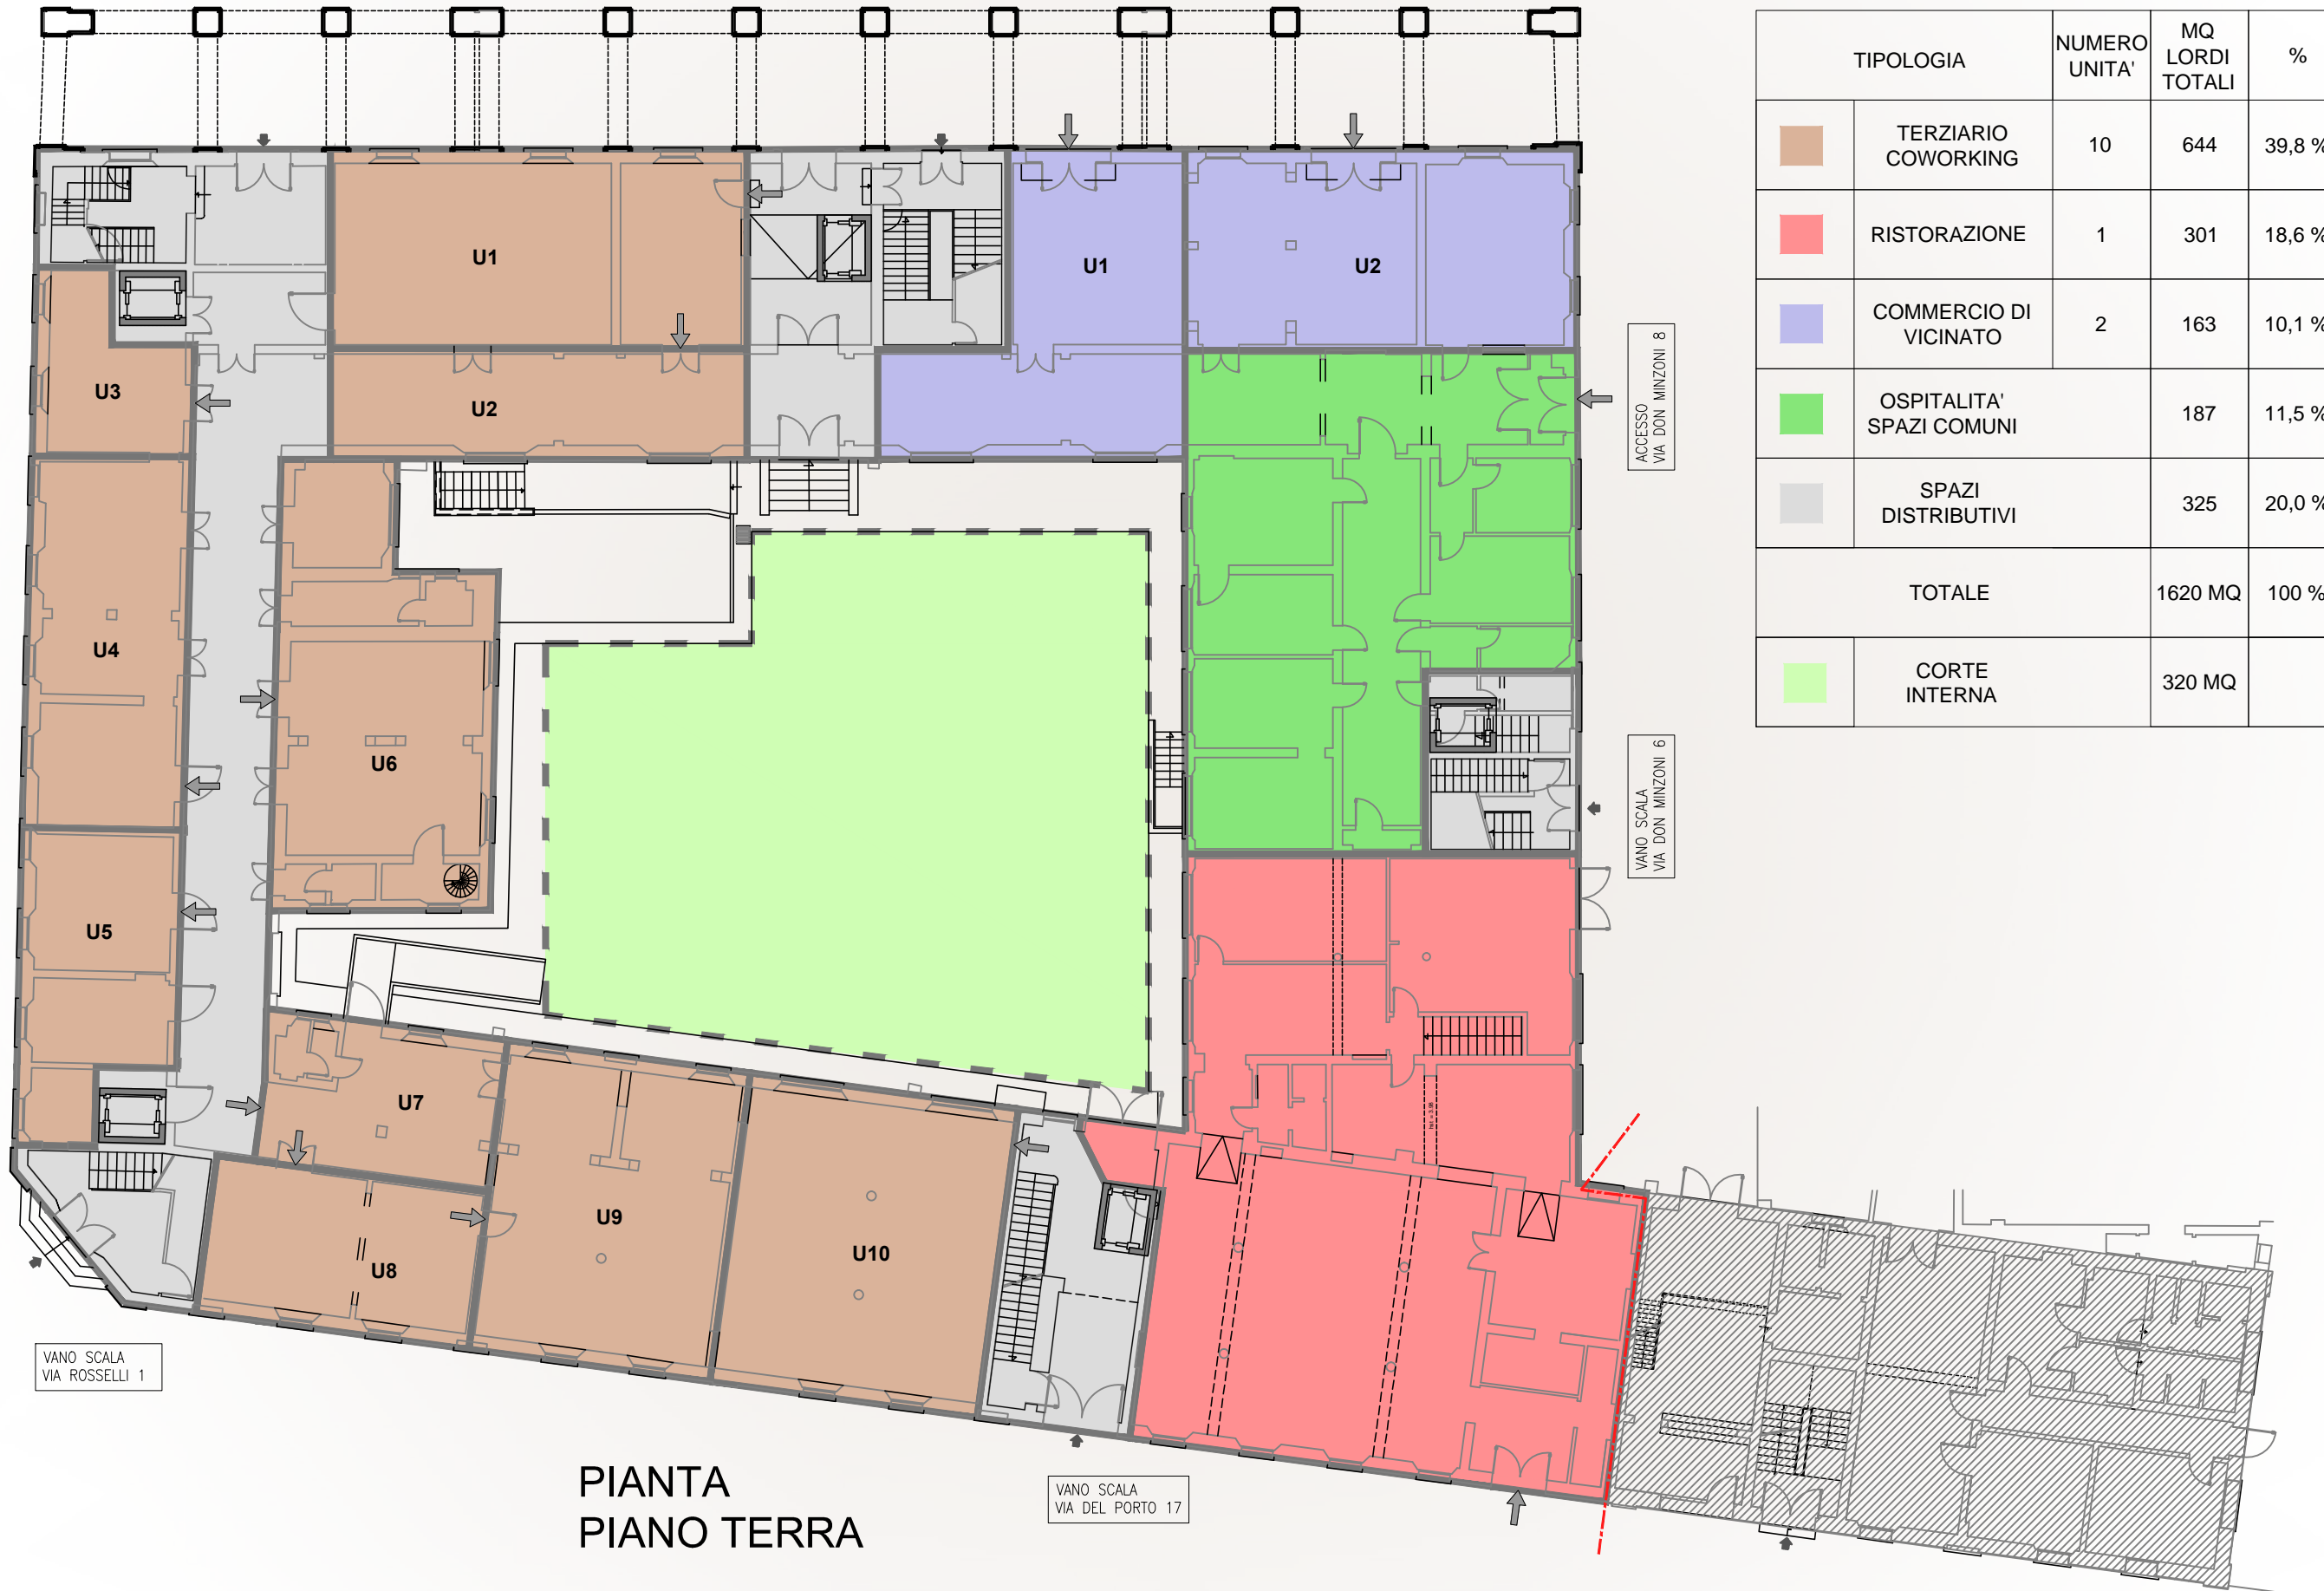 TIPOLOGIA
NUMERO
UNITA'
MQ
LORDI
TOTALI
%
TERZIARIO
COWORKING
10
644
39,8 %
RISTORAZIONE
1
301
18,6 %
COMMERCIO DI
VICINATO
2
163
10,1 %
OSPITALITA'
SPAZI COMUNI
187
11,5 %
SPAZI
DISTRIBUTIVI
325
20,0 %
TOTALE
1620 MQ
100 %
CORTE
INTERNA
320 MQ
U1
U1
U2
U3
U2
U4
U6
U5
U7
U9
U10
U8
ACCESSO
VIA DON MINZONI 8
VANO SCALA
VIA DON MINZONI 6
VANO SCALA
VIA ROSSELLI 1
VANO SCALA
VIA DEL PORTO 17
PIANTA
PIANO TERRA